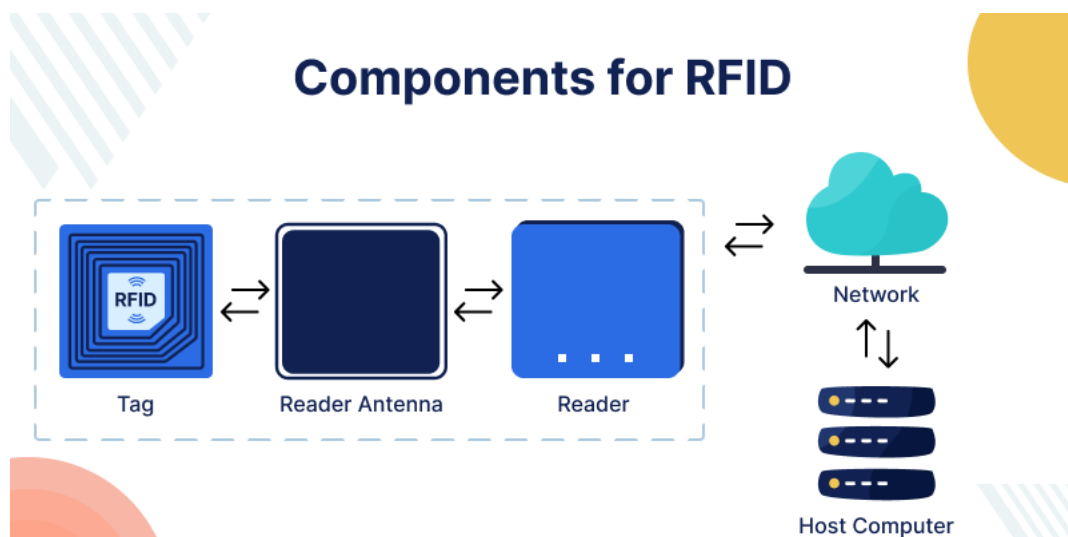 Components for RFID
RFID
Tag
Reader Antenna
Reader
Network
Host Computer